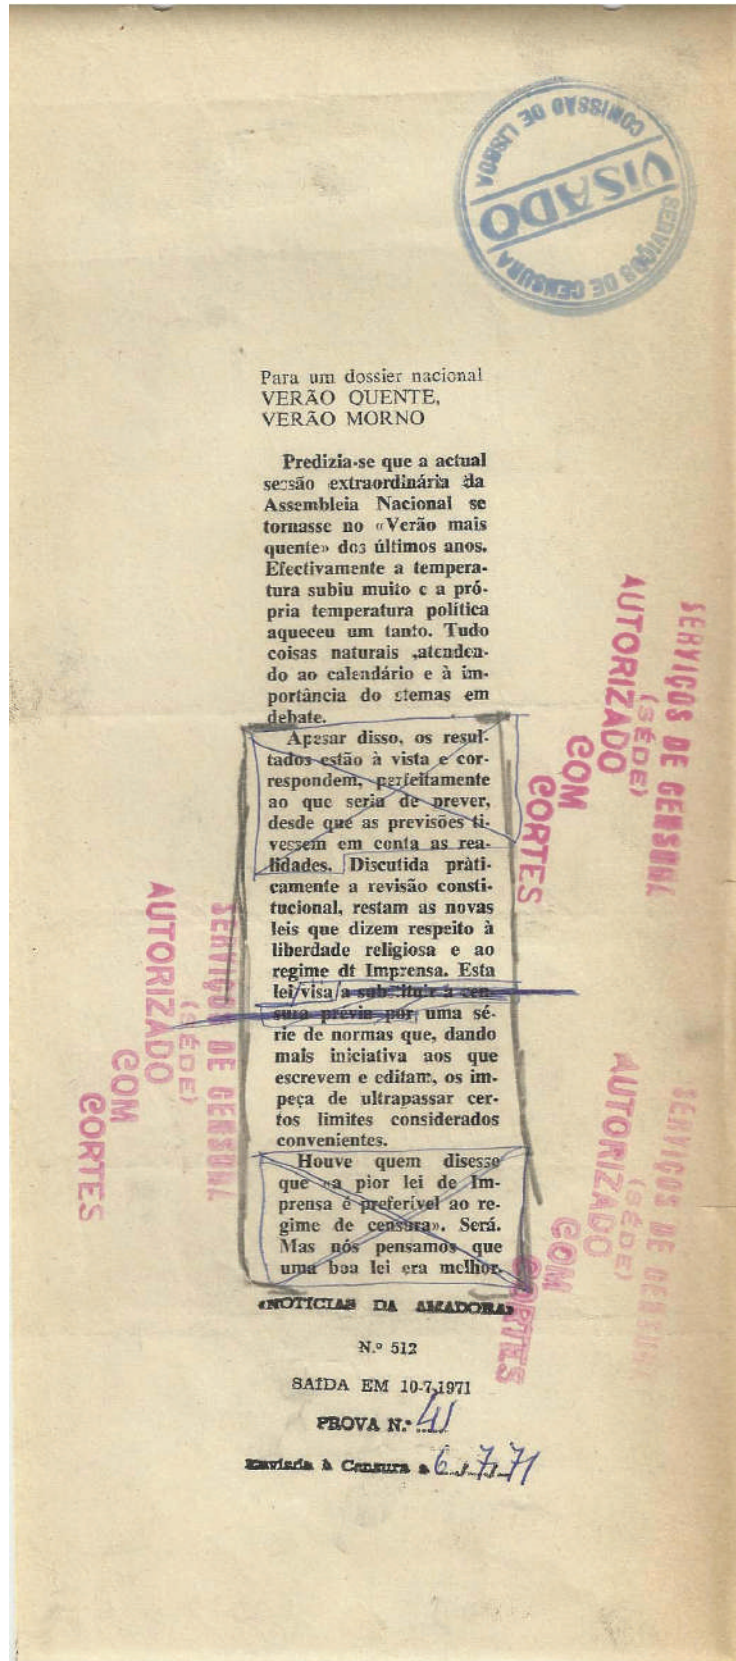 SERVIÇOS DE CENSURA
VISADO
COMISSÃO DE LISBOA
Para um dossier nacional
VERÃO QUENTE,
VERÃO MORNO
Predizia-se que a actual
sessão extraordinária da
Assembleia Nacional se
tornasse no «Verão mais
quente» dos últimos anos.
Efectivamente a tempera-
tura subiu muito e a pró-
pria temperatura política
aqueceu um tanto. Tudo
coisas naturais ,atenden-
do ao calendário e à im-
portância do stemas em
debate.
Apesar disso, os resul-
tados estão à vista e cor-
respondem, perfeitamente
ao que seria de prever,
desde que as previsões ti-
vessem em conta as rea-
lidades. Discutida pràti-
camente a revisão consti-
tucional, restam as novas
leis que dizem respeito à
liberdade religiosa e ao
regime dt Imprensa. Esta
lei visa a substituir a cen-
sura prévia por uma sé-
rie de normas que, dando
mais iniciativa aos que
escrevem e editam, os im-
peça de ultrapassar cer-
tos limites considerados
convenientes.
Houve quem disesse
que «a pior lei de Im-
prensa é preferível ao re-
gime de censura». Será.
Mas nós pensamos que
uma boa lei era melhor.
«NOTÍCIAS DA AMADORA»
N.º 512
SAÍDA EM 10-7-1971
PROVA N.º 41
Enviada à Censura a 6/7/71
SERVIÇOS DE CENSURA
(SÉDE)
AUTORIZADO
COM
CORTES
SERVIÇOS DE CENSURA
(SÉDE)
AUTORIZADO
COM
CORTES
SERVIÇOS DE CENSURA
(SÉDE)
AUTORIZADO
COM
CORTES